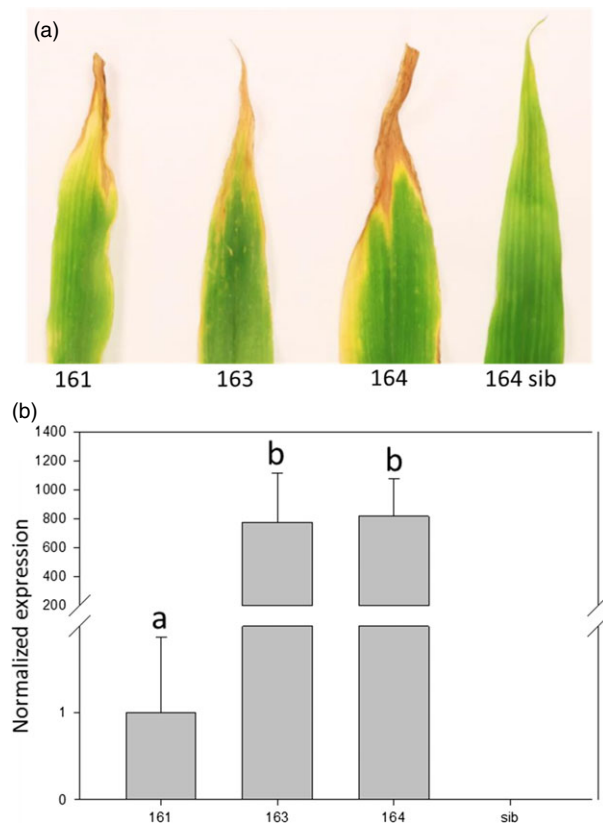 (a)
161 163 164 164 sib
(b)
Normalized expression
1400
1200
1000
800
600
400
200
1
0
a
b
b
161 163 164 sib